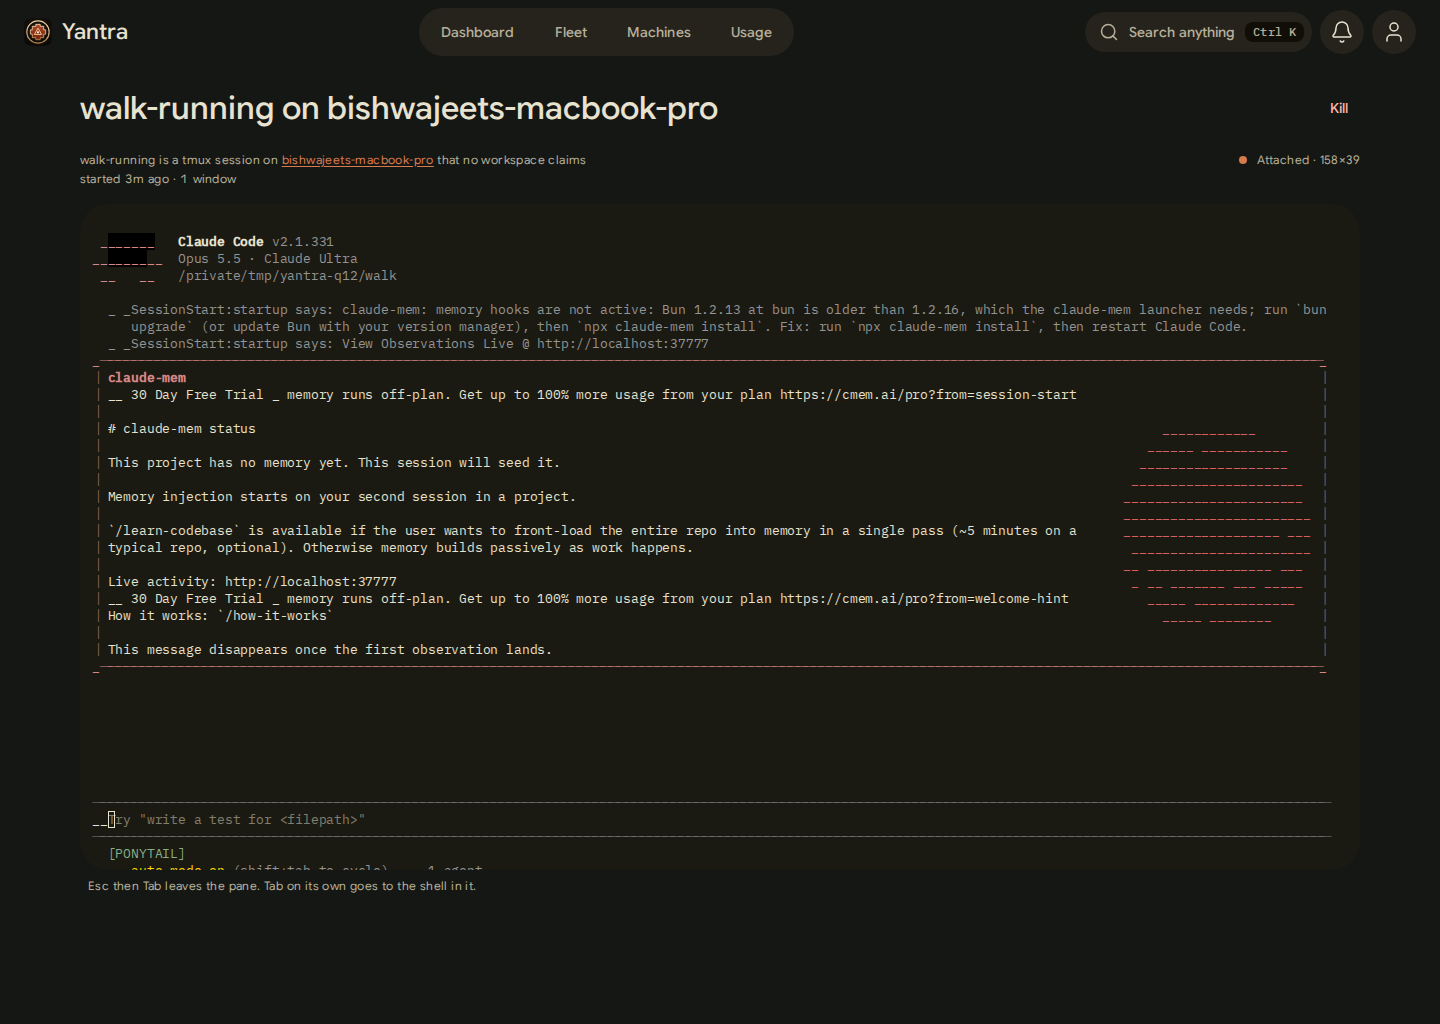 Yantra
Dashboard Fleet Machines Usage
Search anything Ctrl K
walk-running on bishwajeets-macbook-pro
Kill
walk-running is a tmux session on bishwajeets-macbook-pro that no workspace claims
Attached · 158×39
started 3m ago · 1 window
Claude Code v2.1.331
Opus 5.5 · Claude Ultra
/private/tmp/yantra-q12/walk
_ _SessionStart:startup says: claude-mem: memory hooks are not active: Bun 1.2.13 at bun is older than 1.2.16, which the claude-mem launcher needs; run `bun
upgrade` (or update Bun with your version manager), then `npx claude-mem install`. Fix: run `npx claude-mem install`, then restart Claude Code.
_ _SessionStart:startup says: View Observations Live @ http://localhost:37777
claude-mem
__ 30 Day Free Trial _ memory runs off-plan. Get up to 100% more usage from your plan https://cmem.ai/pro?from=session-start
# claude-mem status
This project has no memory yet. This session will seed it.
Memory injection starts on your second session in a project.
`/learn-codebase` is available if the user wants to front-load the entire repo into memory in a single pass (~5 minutes on a
typical repo, optional). Otherwise memory builds passively as work happens.
Live activity: http://localhost:37777
__ 30 Day Free Trial _ memory runs off-plan. Get up to 100% more usage from your plan https://cmem.ai/pro?from=welcome-hint
How it works: `/how-it-works`
This message disappears once the first observation lands.
__Try "write a test for <filepath>"
[PONYTAIL]
auto mode on (shift+tab to cycle) 1 agent
Esc then Tab leaves the pane. Tab on its own goes to the shell in it.